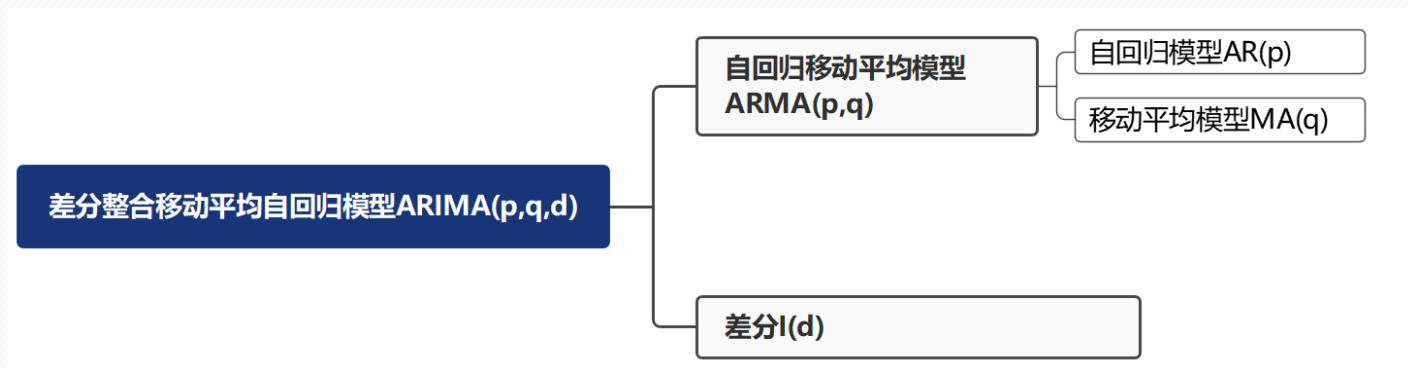 自回归移动平均模型
ARMA(p,q)
自回归模型AR(p)
移动平均模型MA(q)
差分整合移动平均自回归模型ARIMA(p,q,d)
差分I(d)